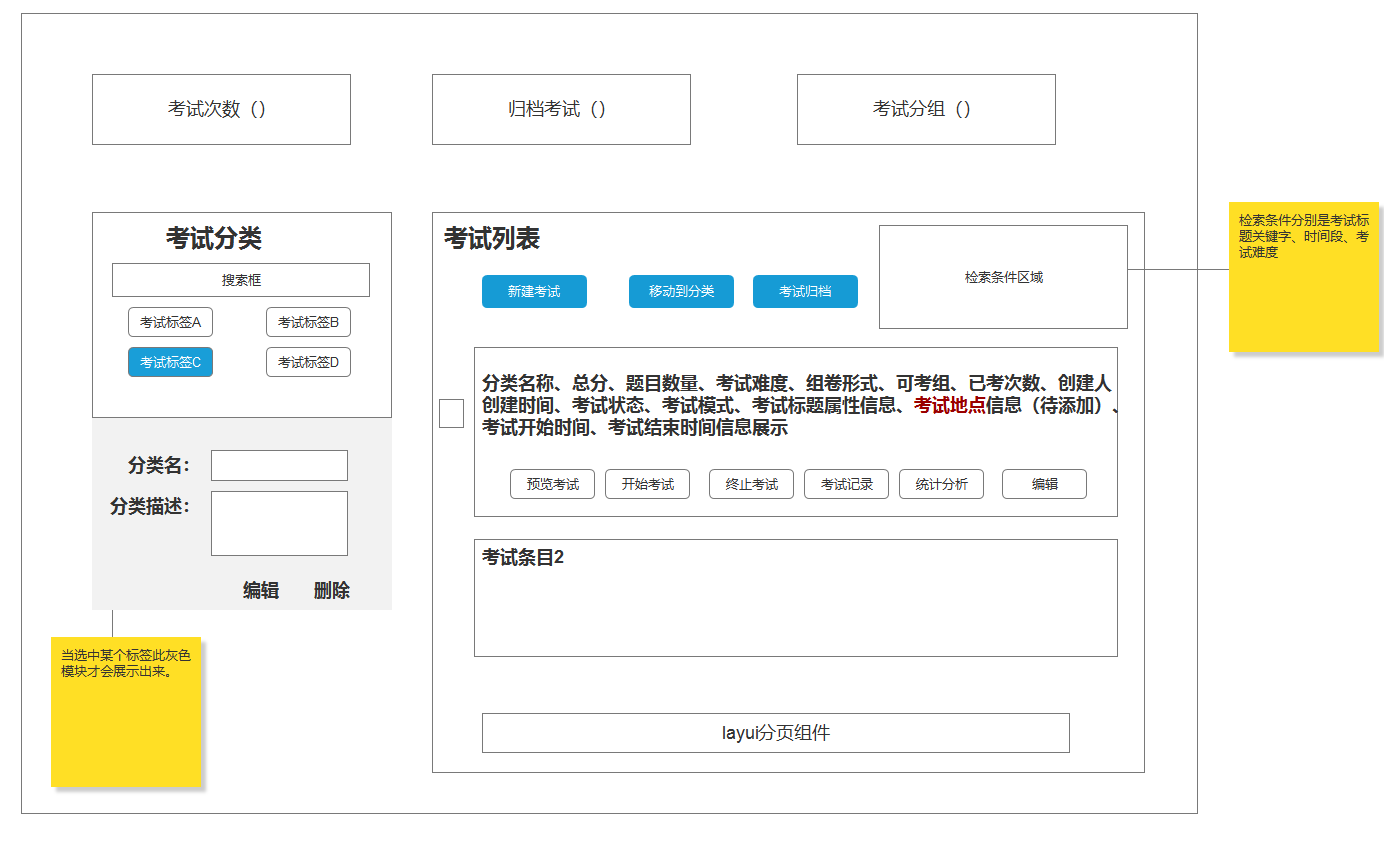 考试次数（）
归档考试（）
考试分组（）
考试分类
搜索框
考试标签A
考试标签B
考试标签C
考试标签D
分类名：
分类描述：
编辑
删除
当选中某个标签此灰色
模块才会展示出来。
考试列表
新建考试
移动到分类
考试归档
检索条件区域
检索条件分别是考试标
题关键字、时间段、考
试难度
分类名称、总分、题目数量、考试难度、组卷形式、可考组、已考次数、创建人
创建时间、考试状态、考试模式、考试标题属性信息、考试地点信息（待添加）、
考试开始时间、考试结束时间信息展示
预览考试
开始考试
终止考试
考试记录
统计分析
编辑
考试条目2
layui分页组件